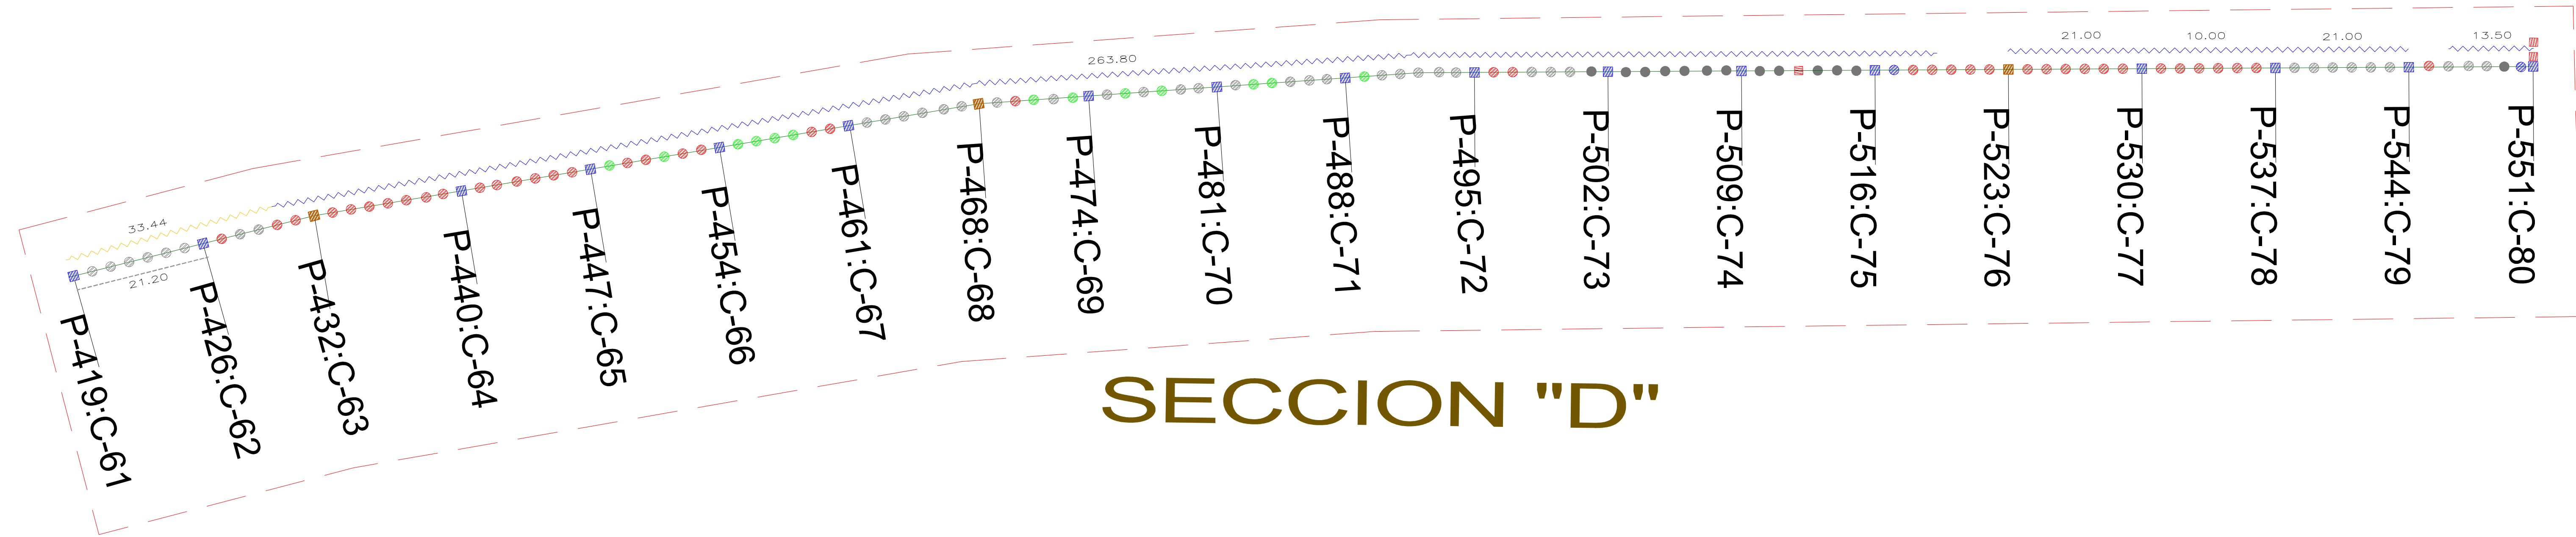 33.44
21.20
263.80
21.00
10.00
21.00
13.50
P-419:C-61
P-426:C-62
P-432:C-63
P-440:C-64
P-447:C-65
P-454:C-66
P-461:C-67
P-468:C-68
P-474:C-69
P-481:C-70
P-488:C-71
P-495:C-72
P-502:C-73
P-509:C-74
P-516:C-75
P-523:C-76
P-530:C-77
P-537:C-78
P-544:C-79
P-551:C-80
SECCION "D"